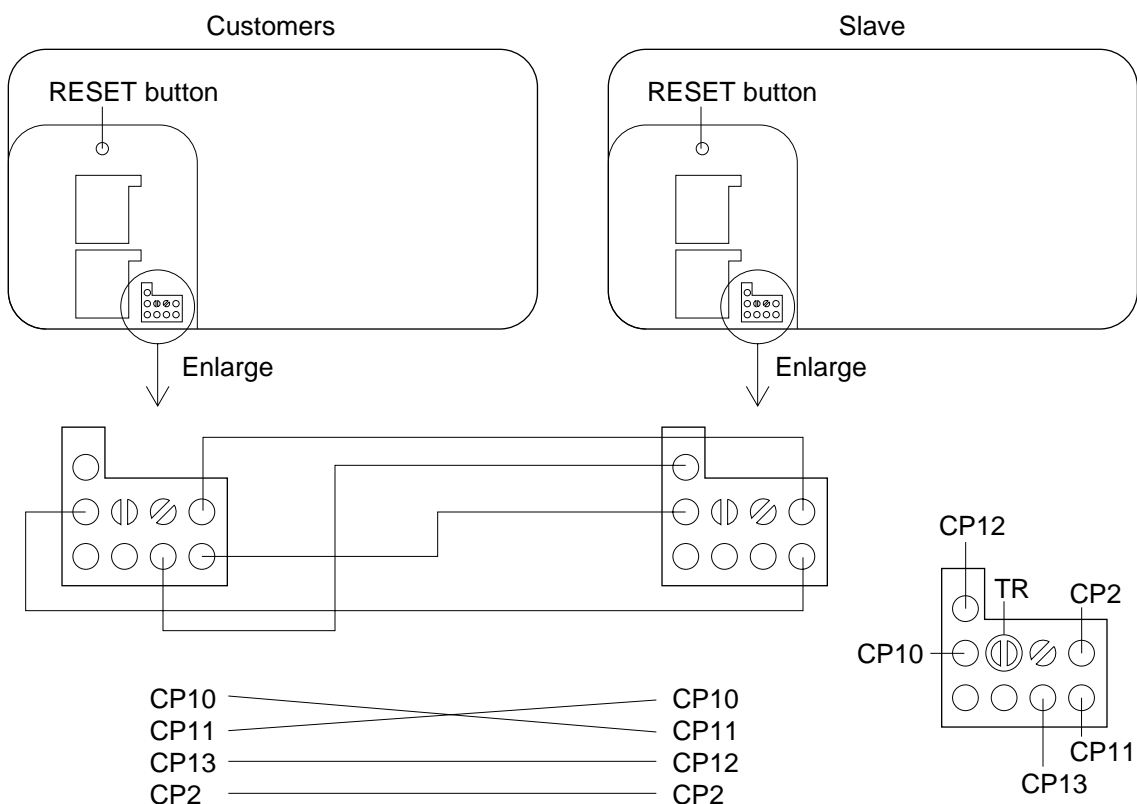 Customers
Slave
RESET button
RESET button
Enlarge
Enlarge
CP12
TR
CP2
CP10
CP11
CP13
CP10 CP10
CP11 CP11
CP13 CP12
CP2 CP2